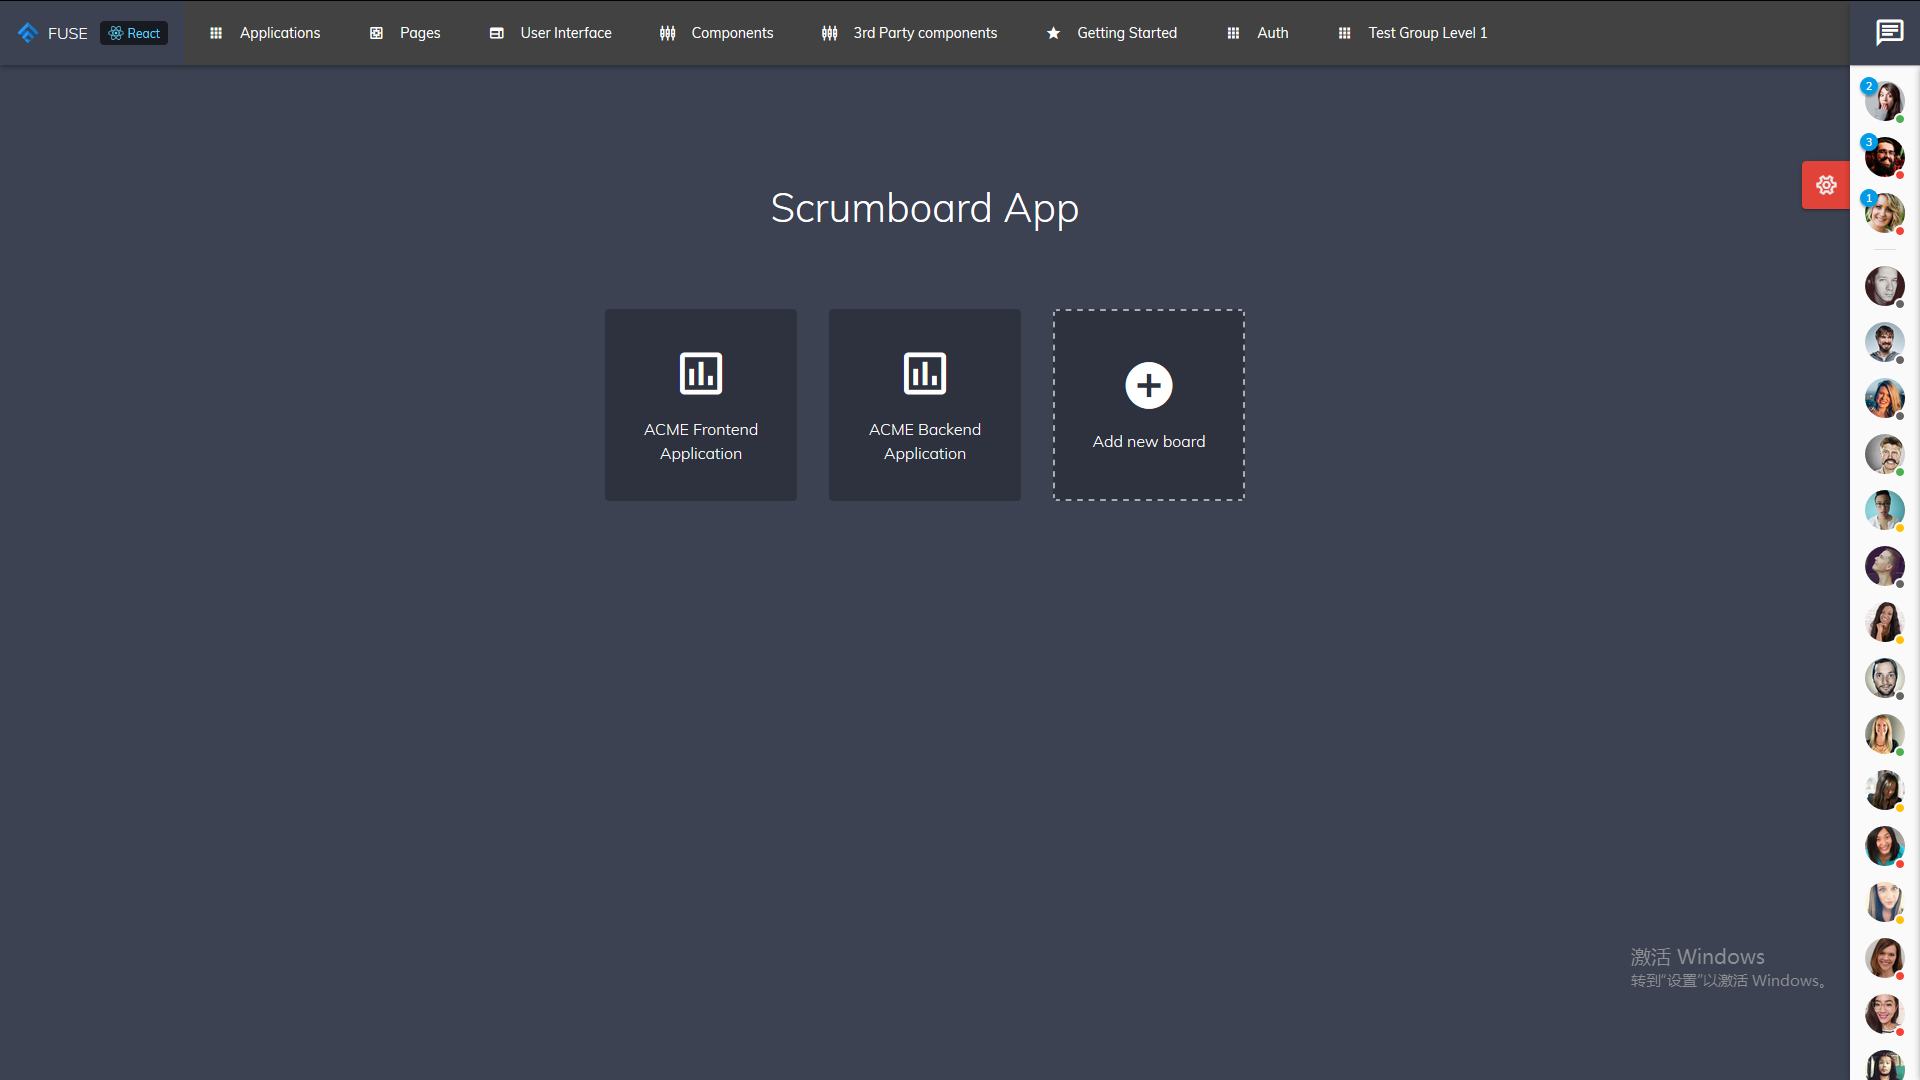 FUSE React Applications Pages User Interface Components 3rd Party components Getting Started Auth Test Group Level 1
2
3
1
Scrumboard App
ACME Frontend
Application
ACME Backend
Application
Add new board
激活 Windows
转到“设置”以激活 Windows。